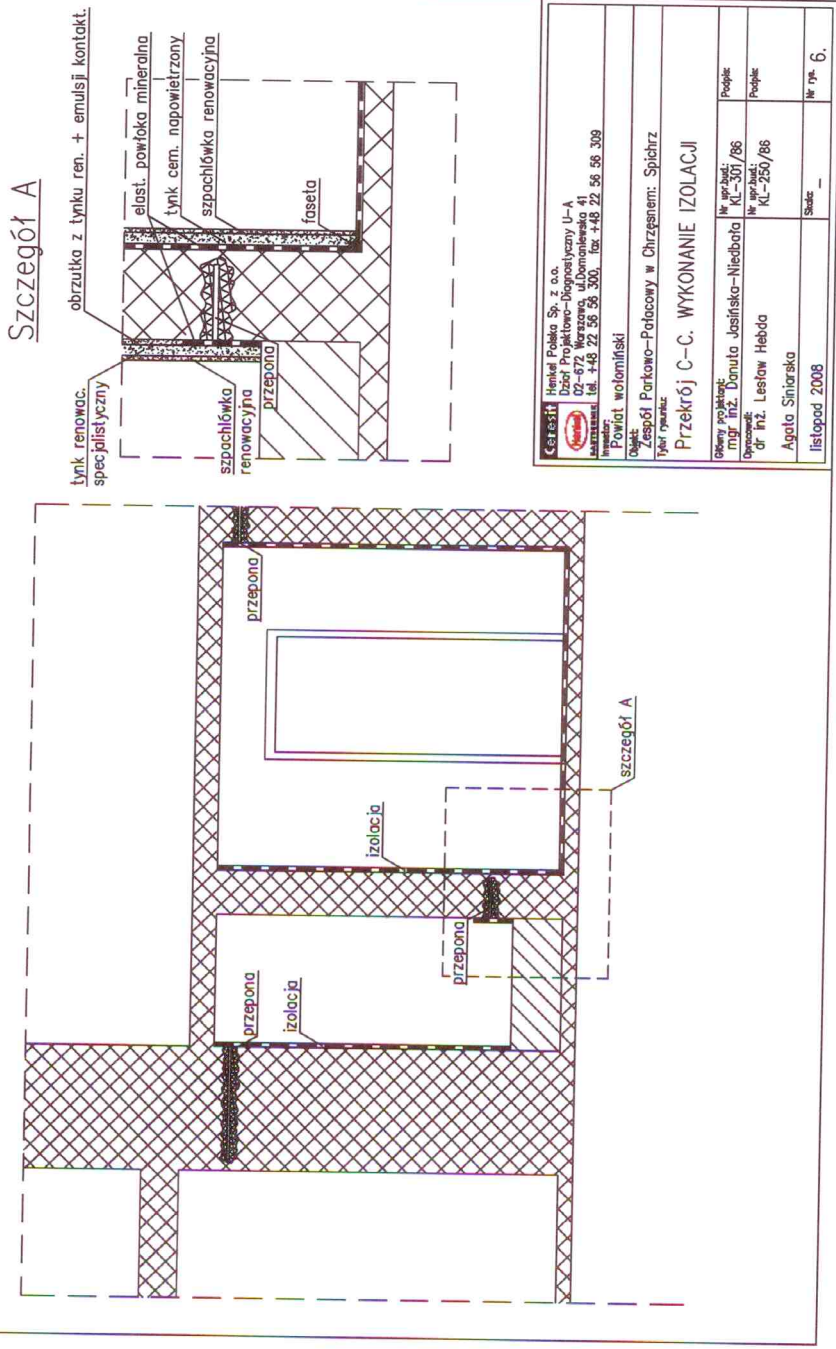 Szczegół A
obrzutka z tynku ren. + emulsji kontakt.
elast. powłoka mineralna
tynk cem. napowietrzony
szpachlówka renowacyjna
faseta
tynk renowac.
specjalistyczny
szpachlówka
renowacyjna
przepona
przepona
izolacja
przepona
izolacja
przepona
szczegół A
Ceresit
Henkel
Henkel Polska Sp. z o.o.
Dział Projektowo-Diagnostyczny U-A
02-672 Warszawa, ul.Domaniewska 41
tel. +48 22 56 56 300, fax +48 22 56 56 309
Inwestor:
Powiat wołomiński
Obiekt:
Zespół Parkowo-Pałacowy w Chrzęsnem: Spichrz
Tytuł rysunku:
Przekrój C-C. WYKONANIE IZOLACJI
Główny projektant:
mgr inż. Danuta Jasińska-Niedbała
Nr upr.bud.:
KL-301/86
Podpis:
Opracował:
dr inż. Lesław Hebda
Nr upr.bud.:
KL-250/86
Podpis:
Agata Siniarska
listopad 2008
Skala: —
Nr rys. 6.